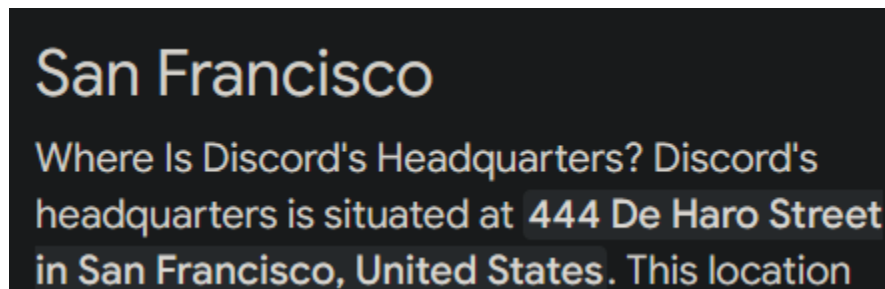 San Francisco
Where Is Discord's Headquarters? Discord's
headquarters is situated at 444 De Haro Street
in San Francisco, United States. This location